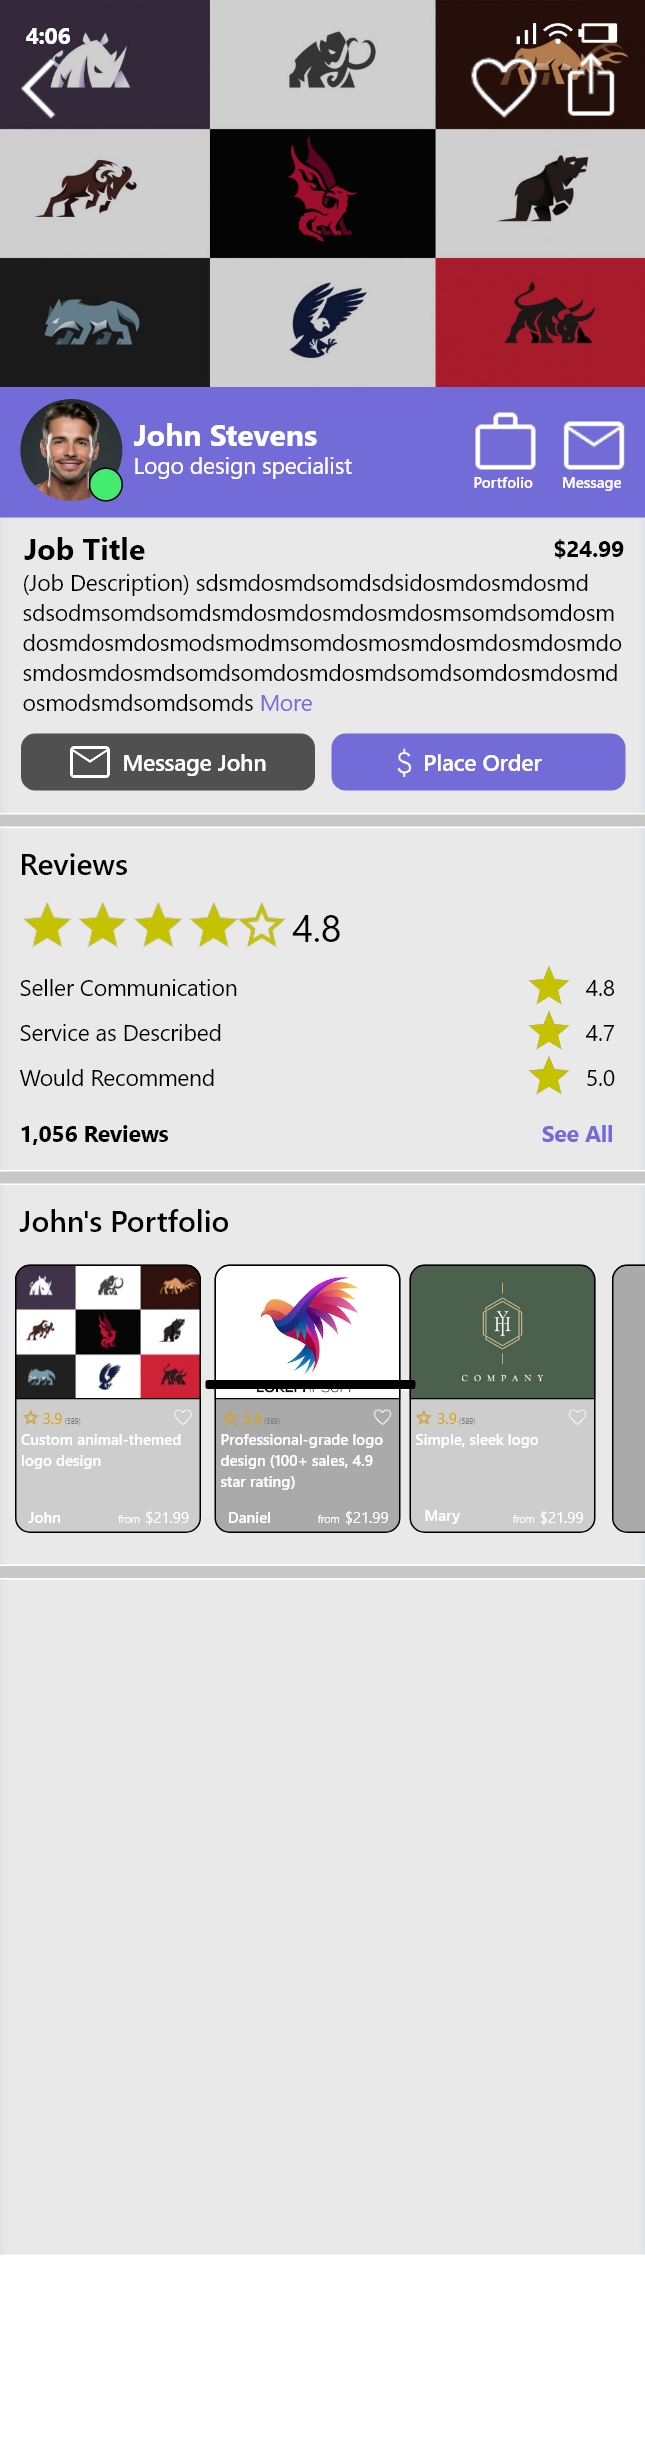 4:06
John Stevens
Logo design specialist
Portfolio
Message
Job Title
$24.99
(Job Description) sdsmdosmdsomdsdsidosmdosmdosmd
sdsodmsomdsomdsmdosmdosmdosmdosmsomdsomdosm
dosmdosmdosmodsmodmsomdosmosmdosmdosmdosmdo
smdosmdosmdsomdsomdosmdosmdsomdsomdosmdosmd
osmodsmdsomdsomds More
Message John
$ Place Order
Reviews
4.8
Seller Communication 4.8
Service as Described 4.7
Would Recommend 5.0
1,056 Reviews
See All
John's Portfolio
3.9 (589)
Custom animal-themed
logo design
John
from $21.99
3.9 (589)
Professional-grade logo
design (100+ sales, 4.9
star rating)
Daniel
from $21.99
YH
COMPANY
3.9 (589)
Simple, sleek logo
Mary
from $21.99